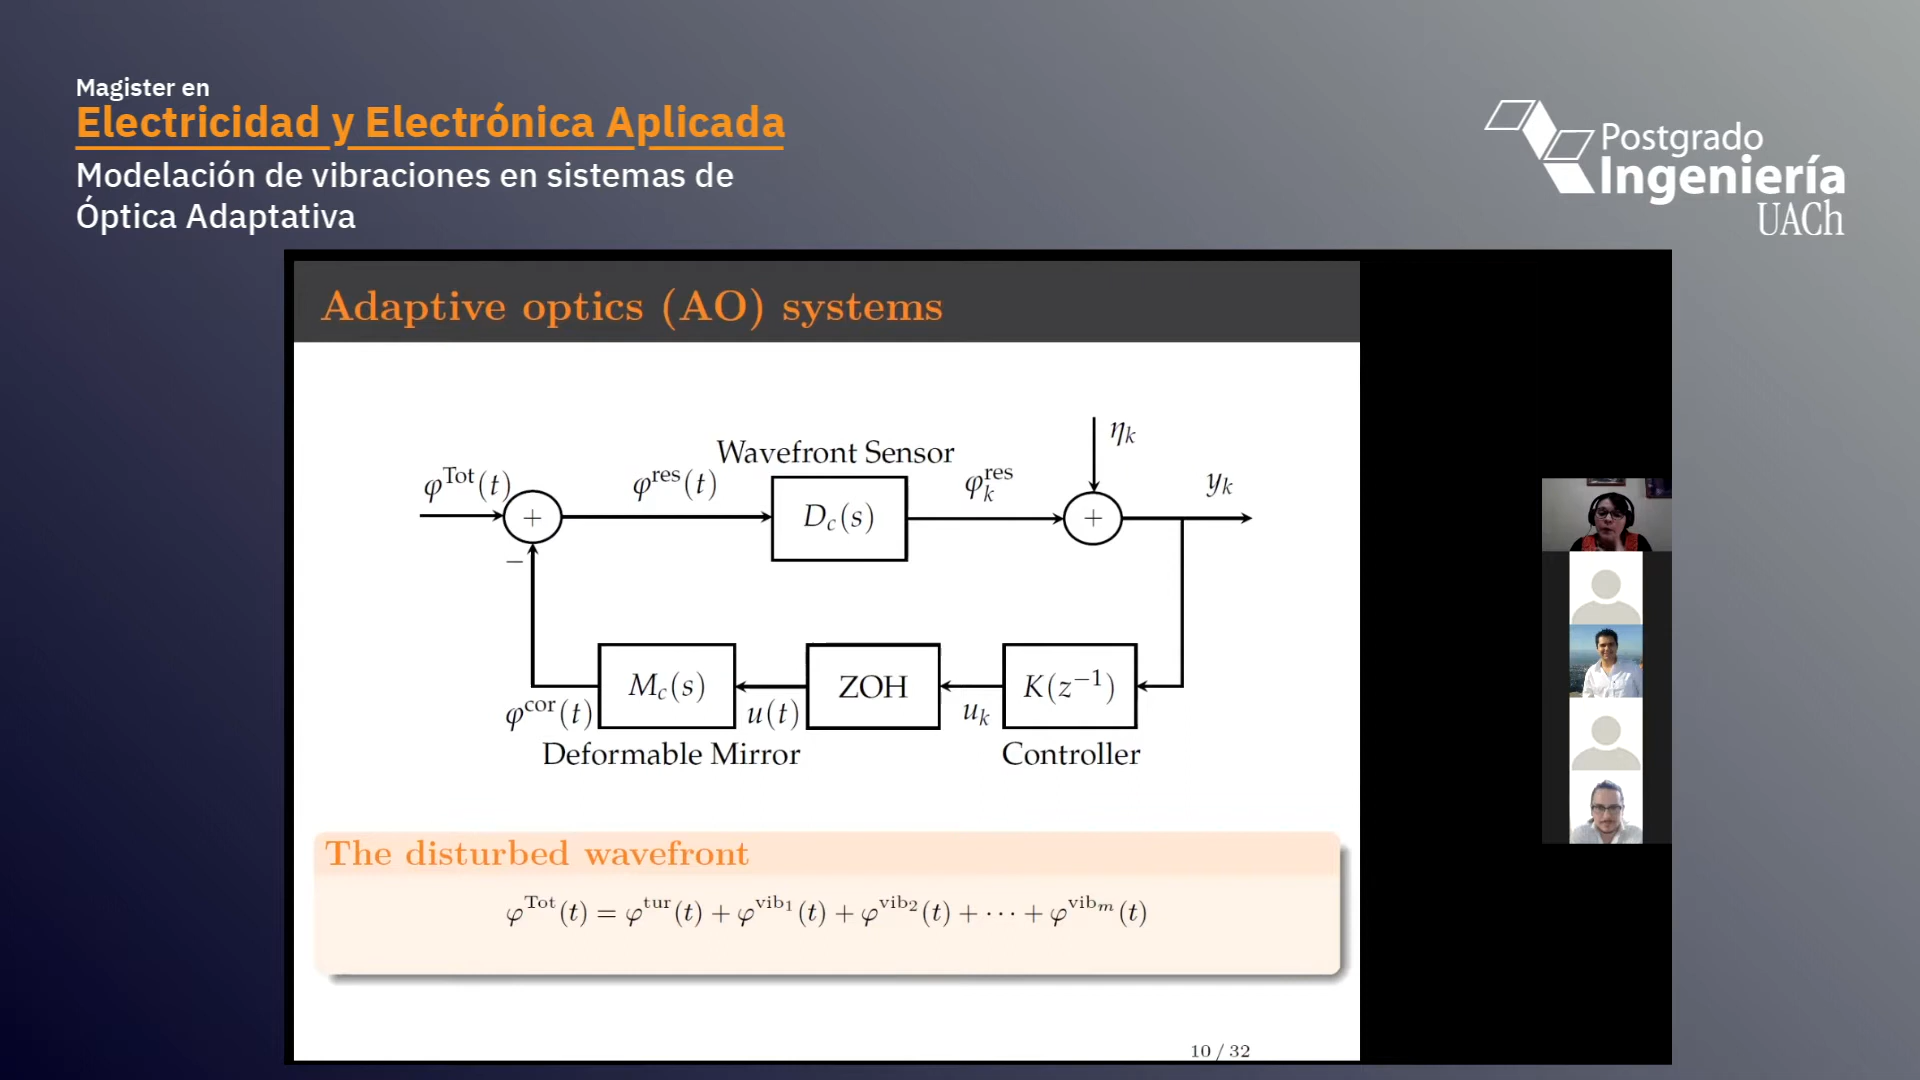 Magister en
Electricidad y Electrónica Aplicada
Modelación de vibraciones en sistemas de
Óptica Adaptativa
Postgrado
Ingeniería
UACh
Adaptive optics (AO) systems
η_k
Wavefront Sensor
φ^Tot(t)
φ^res(t)
φ_k^res
y_k
+
D_c(s)
+
−
M_c(s)
ZOH
K(z^−1)
φ^cor(t)
u(t)
u_k
Deformable Mirror
Controller
The disturbed wavefront
φ^Tot(t) = φ^tur(t) + φ^vib_1(t) + φ^vib_2(t) + ⋯ + φ^vib_m(t)
10 / 32